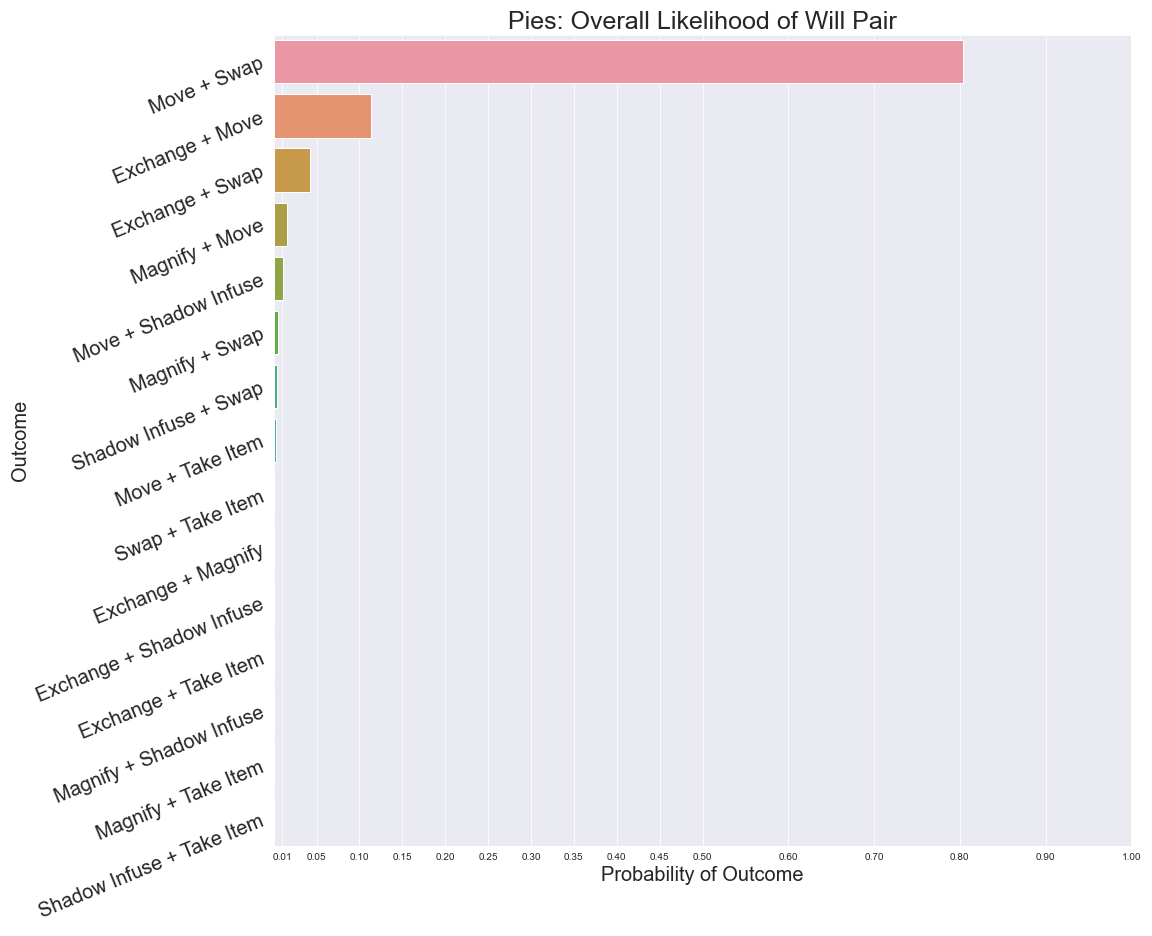 Pies: Overall Likelihood of Will Pair
Move + Swap
Exchange + Move
Exchange + Swap
Magnify + Move
Move + Shadow Infuse
Magnify + Swap
Shadow Infuse + Swap
Move + Take Item
Swap + Take Item
Exchange + Magnify
Exchange + Shadow Infuse
Exchange + Take Item
Magnify + Shadow Infuse
Magnify + Take Item
Shadow Infuse + Take Item
Outcome
0.01 0.05 0.10 0.15 0.20 0.25 0.30 0.35 0.40 0.45 0.50 0.60 0.70 0.80 0.90 1.00
Probability of Outcome